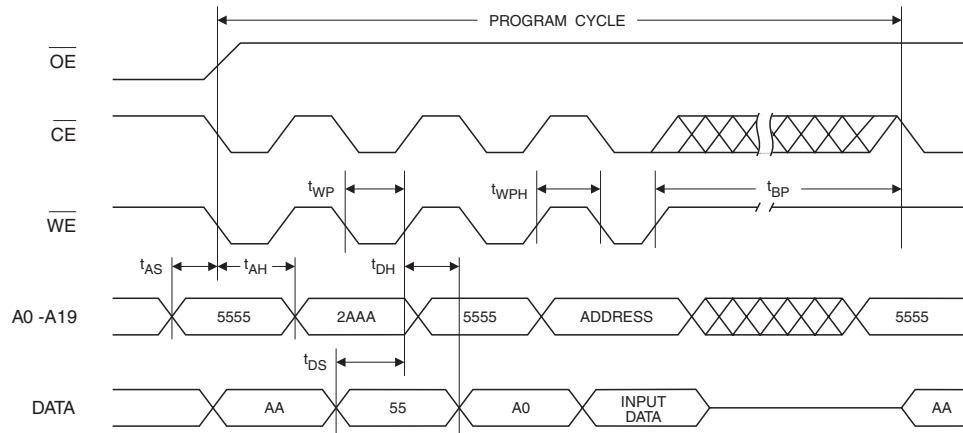 PROGRAM CYCLE
OE
CE
tWP
tWPH
tBP
WE
tAS
tAH
tDH
A0 -A19
5555
2AAA
5555
ADDRESS
5555
tDS
DATA
AA
55
A0
INPUT
DATA
AA